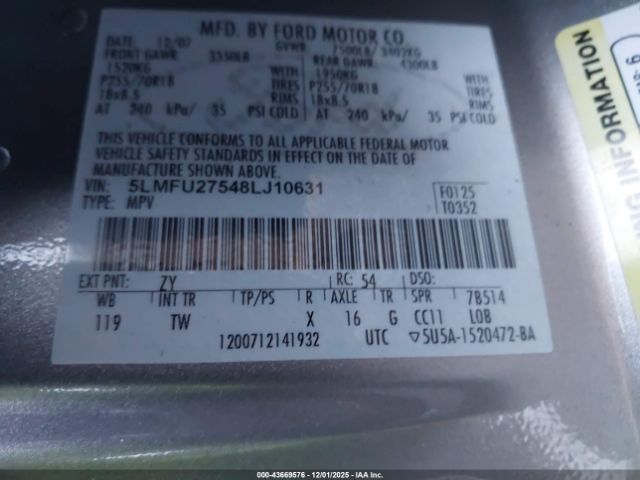 MFD. BY FORD MOTOR CO.
DATE: 12/07 GVWR: 7500LB/ 3402KG
FRONT GAWR: 3350LB REAR GAWR: 4300LB
1520KG 1950KG
P255/70R18 TIRES P255/70R18 TIRES
18x8.5 RIMS 18x8.5 RIMS
AT 240 kPa/ 35 PSI COLD AT 240 kPa/ 35 PSI COLD
THIS VEHICLE CONFORMS TO ALL APPLICABLE FEDERAL MOTOR
VEHICLE SAFETY STANDARDS IN EFFECT ON THE DATE OF
MANUFACTURE SHOWN ABOVE.
VIN: 5LMFU27548LJ10631 F0125
TYPE: MPV T0352
EXT PNT: ZY RC: 54 DSO:
WB INT TR TP/PS R AXLE TR SPR 7B514
119 TW X 16 G CC11 LOB
1200712141932 UTC ▽5U5A-1520472-BA
NG INFORMATION
000-43669576 - 12/01/2025 - IAA Inc.